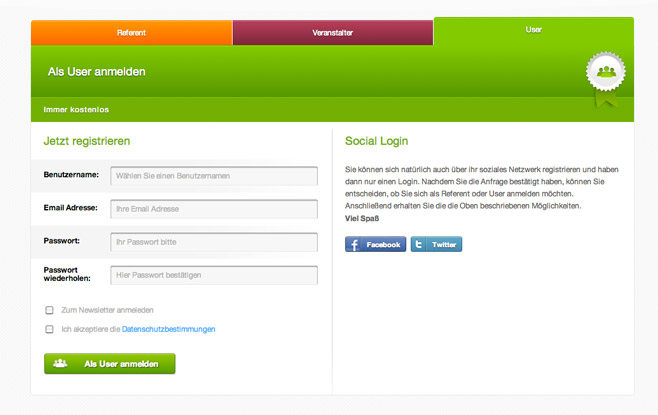 Referent
Veranstalter
User
Als User anmelden
Immer kostenlos
Jetzt registrieren
Benutzername:
Wählen Sie einen Benutzernamen
Email Adresse:
Ihre Email Adresse
Passwort:
Ihr Passwort bitte
Passwort
wiederholen:
Hier Passwort bestätigen
Zum Newsletter anmeleden
Ich akzeptiere die Datenschutzbestimmungen
Als User anmelden
Social Login
Sie können sich natürlich auch über ihr soziales Netzwerk registrieren und haben
dann nur einen Login. Nachdem Sie die Anfrage bestätigt haben, können Sie
entscheiden, ob Sie sich als Referent oder User anmelden möchten.
Anschließend erhalten Sie die die Oben beschriebenen Möglichkeiten.
Viel Spaß
Facebook
Twitter